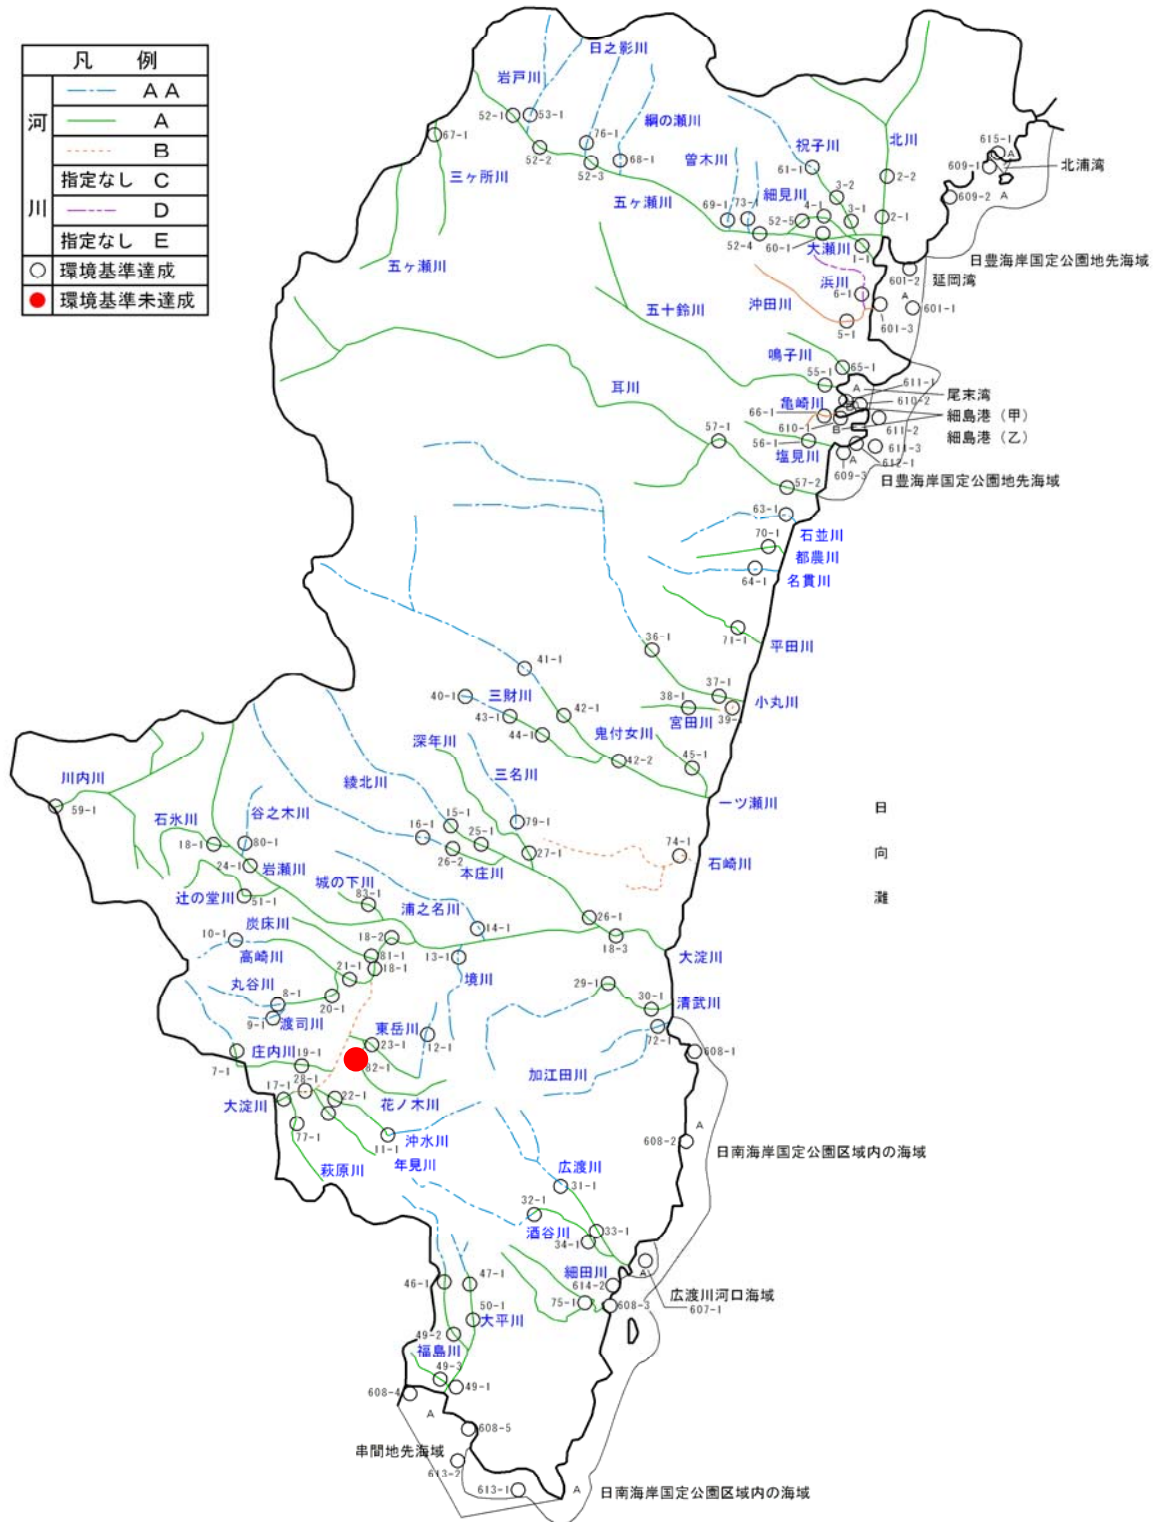 凡　例
河川
ＡＡ
Ａ
Ｂ
指定なし　Ｃ
Ｄ
指定なし　Ｅ
環境基準達成
環境基準未達成
日之影川
岩戸川
52-1
53-1
綱の瀬川
76-1
68-1
67-1
52-2
52-3
三ヶ所川
曽木川
祝子川
61-1
北川
615-1
A
609-1
北浦湾
A
609-2
2-2
五ヶ瀬川
細見川
3-2
69-1
73-1
4-1
3-1
2-1
52-5
52-4
60-1
大瀬川
1-1
五ヶ瀬川
日豊海岸国定公園地先海域
601-2
延岡湾
浜川
6-1
A
601-1
五十鈴川
沖田川
5-1
601-3
鳴子川
65-1
55-1
耳川
A
611-1
尾末湾
610-2
亀崎川
66-1
B
細島港（甲）
610-1
B
611-2
細島港（乙）
56-1
塩見川
611-3
A
612-1
609-3
日豊海岸国定公園地先海域
57-1
57-2
63-1
石並川
70-1
都農川
64-1
名貫川
71-1
平田川
36-1
41-1
37-1
小丸川
40-1
三財川
38-1
宮田川
39-
43-1
42-1
44-1
鬼付女川
深年川
42-2
45-1
三名川
一ツ瀬川
川内川
59-1
綾北川
石氷川
谷之木川
15-1
79-1
18-1
80-1
16-1
25-1
24-1
26-2
27-1
74-1
石崎川
岩瀬川
本庄川
城の下川
辻の堂川
51-1
83-1
浦之名川
26-1
炭床川
10-1
高崎川
18-2
14-1
18-3
大淀川
81-1
13-1
18-1
境川
21-1
丸谷川
8-1
20-1
29-1
30-1
清武川
9-1
渡司川
東岳川
23-1
12-1
72-1
庄内川
19-1
7-1
82-1
608-1
加江田川
28-1
17-1
22-1
花ノ木川
大淀川
77-1
11-1
沖水川
萩原川
年見川
A
608-2
日南海岸国定公園区域内の海域
広渡川
31-1
32-1
酒谷川
33-1
34-1
細田川
614-2
A
広渡川河口海域
607-1
46-1
47-1
75-1
608-3
50-1
大平川
49-2
福島川
49-3
49-1
608-4
A
608-5
串間地先海域
613-2
613-1
A
日南海岸国定公園区域内の海域
日
向
灘